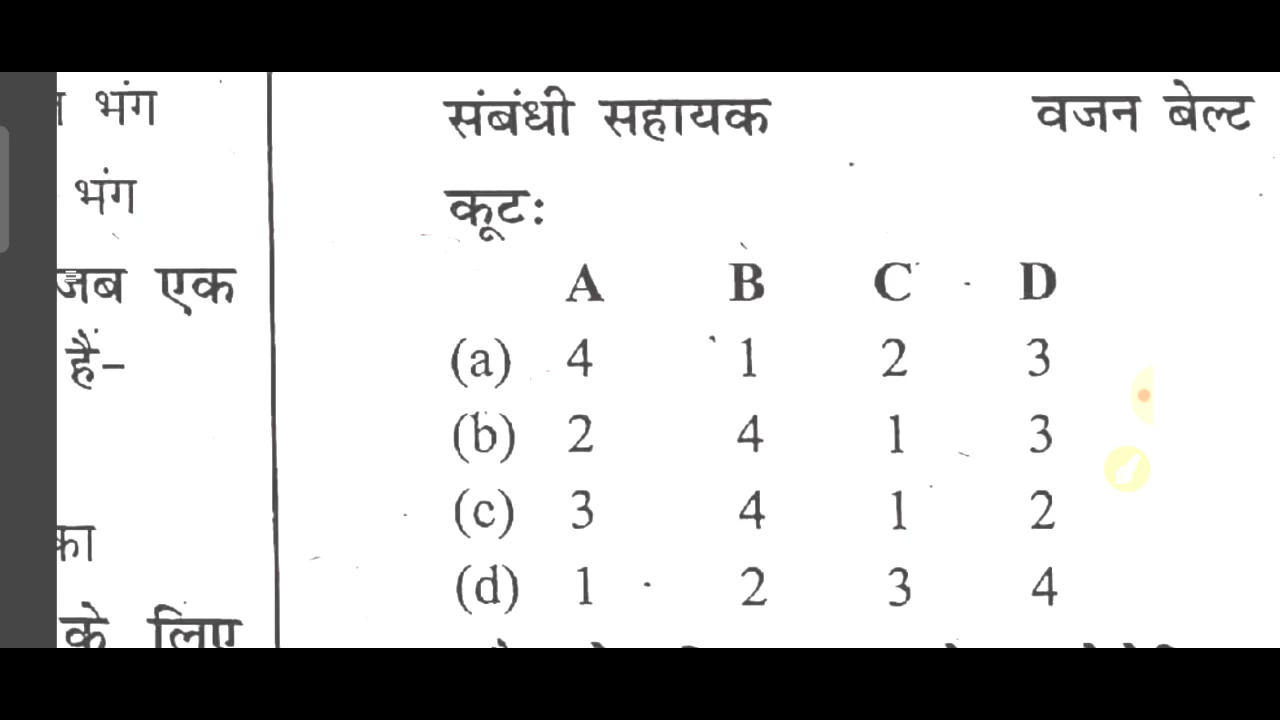 भंग
भंग
जब एक
हैं-
का
के लिए
संबंधी सहायक वजन बेल्ट
कूटः
A B C D
(a) 4 1 2 3
(b) 2 4 1 3
(c) 3 4 1 2
(d) 1 2 3 4